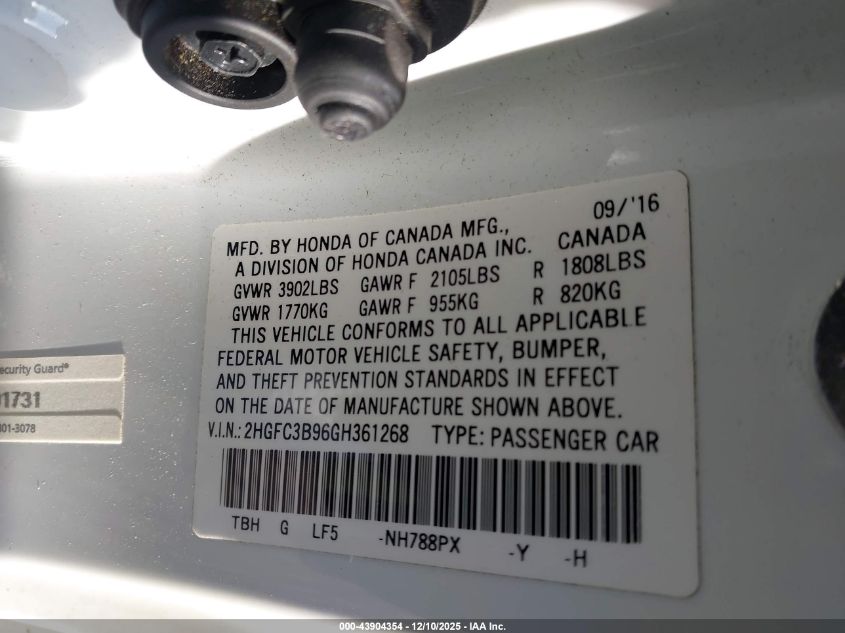 09/'16
MFD. BY HONDA OF CANADA MFG.,
A DIVISION OF HONDA CANADA INC. CANADA
GVWR 3902LBS GAWR F 2105LBS R 1808LBS
GVWR 1770KG GAWR F 955KG R 820KG
THIS VEHICLE CONFORMS TO ALL APPLICABLE
FEDERAL MOTOR VEHICLE SAFETY, BUMPER,
AND THEFT PREVENTION STANDARDS IN EFFECT
ON THE DATE OF MANUFACTURE SHOWN ABOVE.
V.I.N.: 2HGFC3B96GH361268 TYPE: PASSENGER CAR
TBH G LF5 -NH788PX -Y -H
ecurity Guard®
1731
01-3078
000-43904354 - 12/10/2025 - IAA Inc.